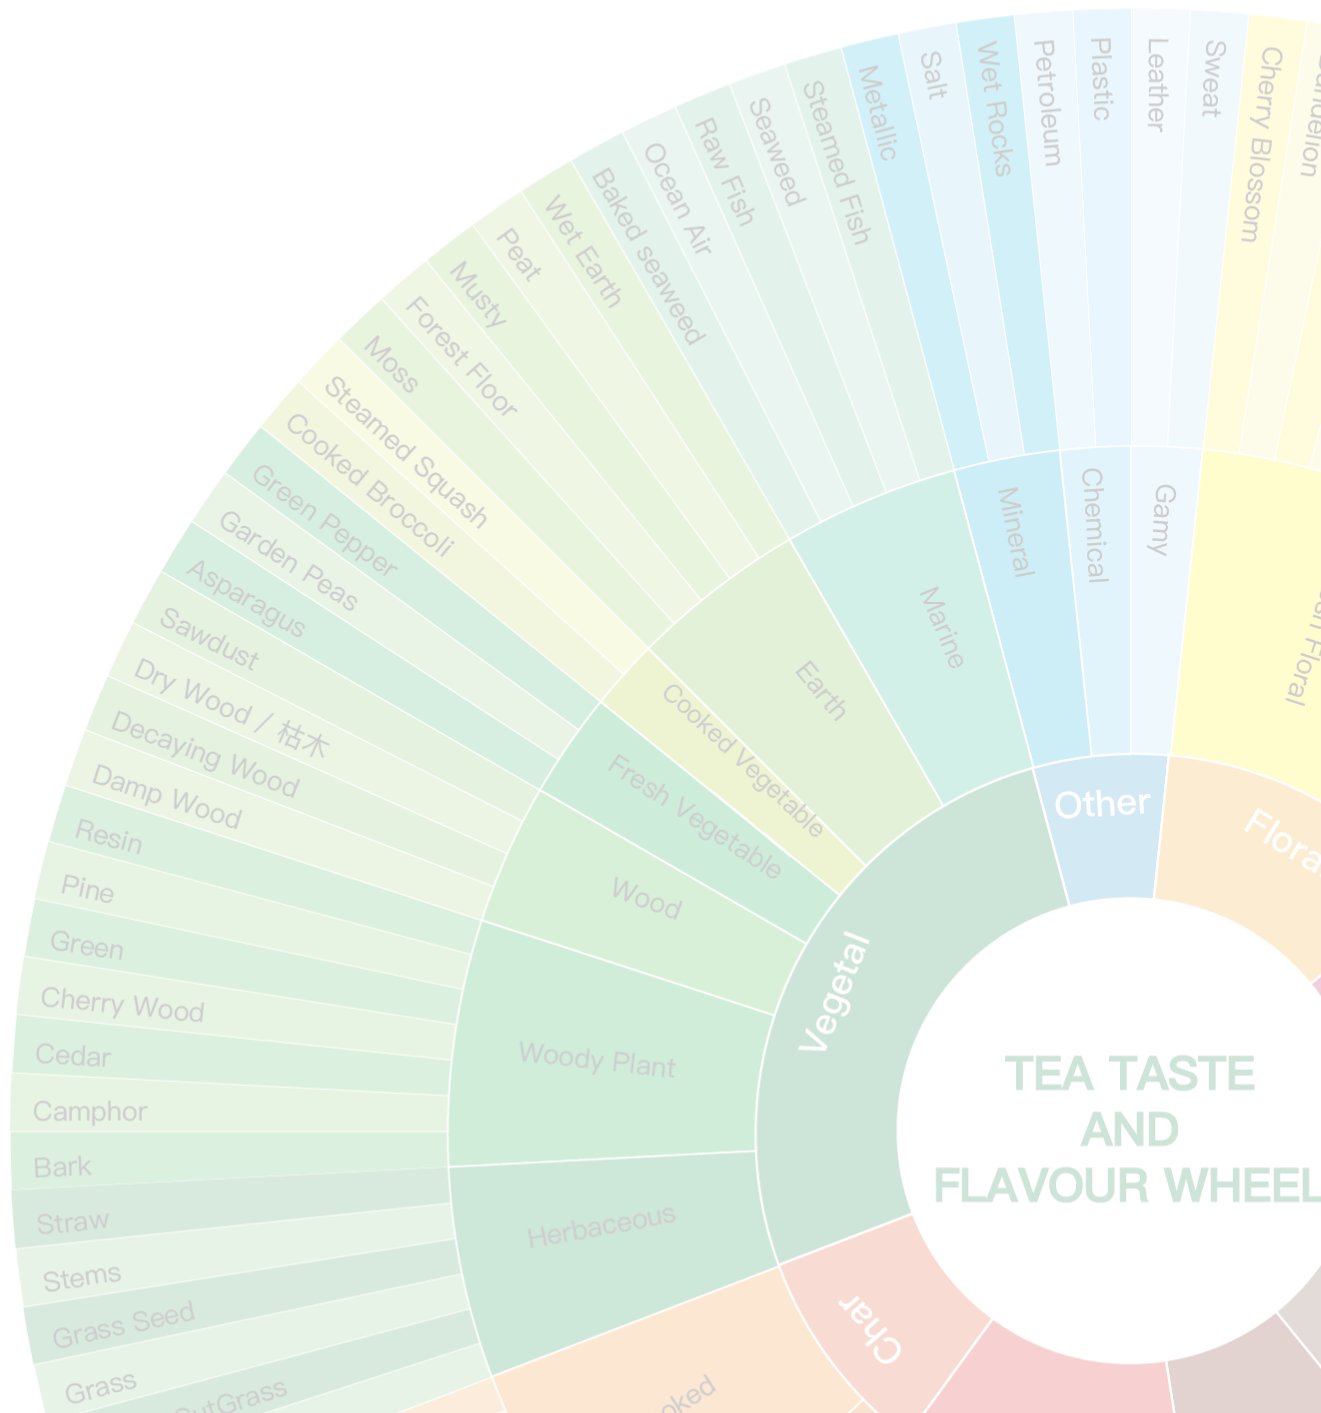 TEA TASTE
AND
FLAVOUR WHEEL
Vegetal
Other
Char
Herbaceous
Woody Plant
Wood
Fresh Vegetable
Cooked Vegetable
Earth
Marine
Mineral
Chemical
Gamy
Floral
Grass
Grass Seed
Stems
Straw
Bark
Camphor
Cedar
Cherry Wood
Green
Pine
Resin
Damp Wood
Decaying Wood
Dry Wood / 枯木
Sawdust
Asparagus
Garden Peas
Green Pepper
Cooked Broccoli
Steamed Squash
Moss
Forest Floor
Musty
Peat
Wet Earth
Baked seaweed
Ocean Air
Raw Fish
Seaweed
Steamed Fish
Metallic
Salt
Wet Rocks
Petroleum
Plastic
Leather
Sweat
Cherry Blossom